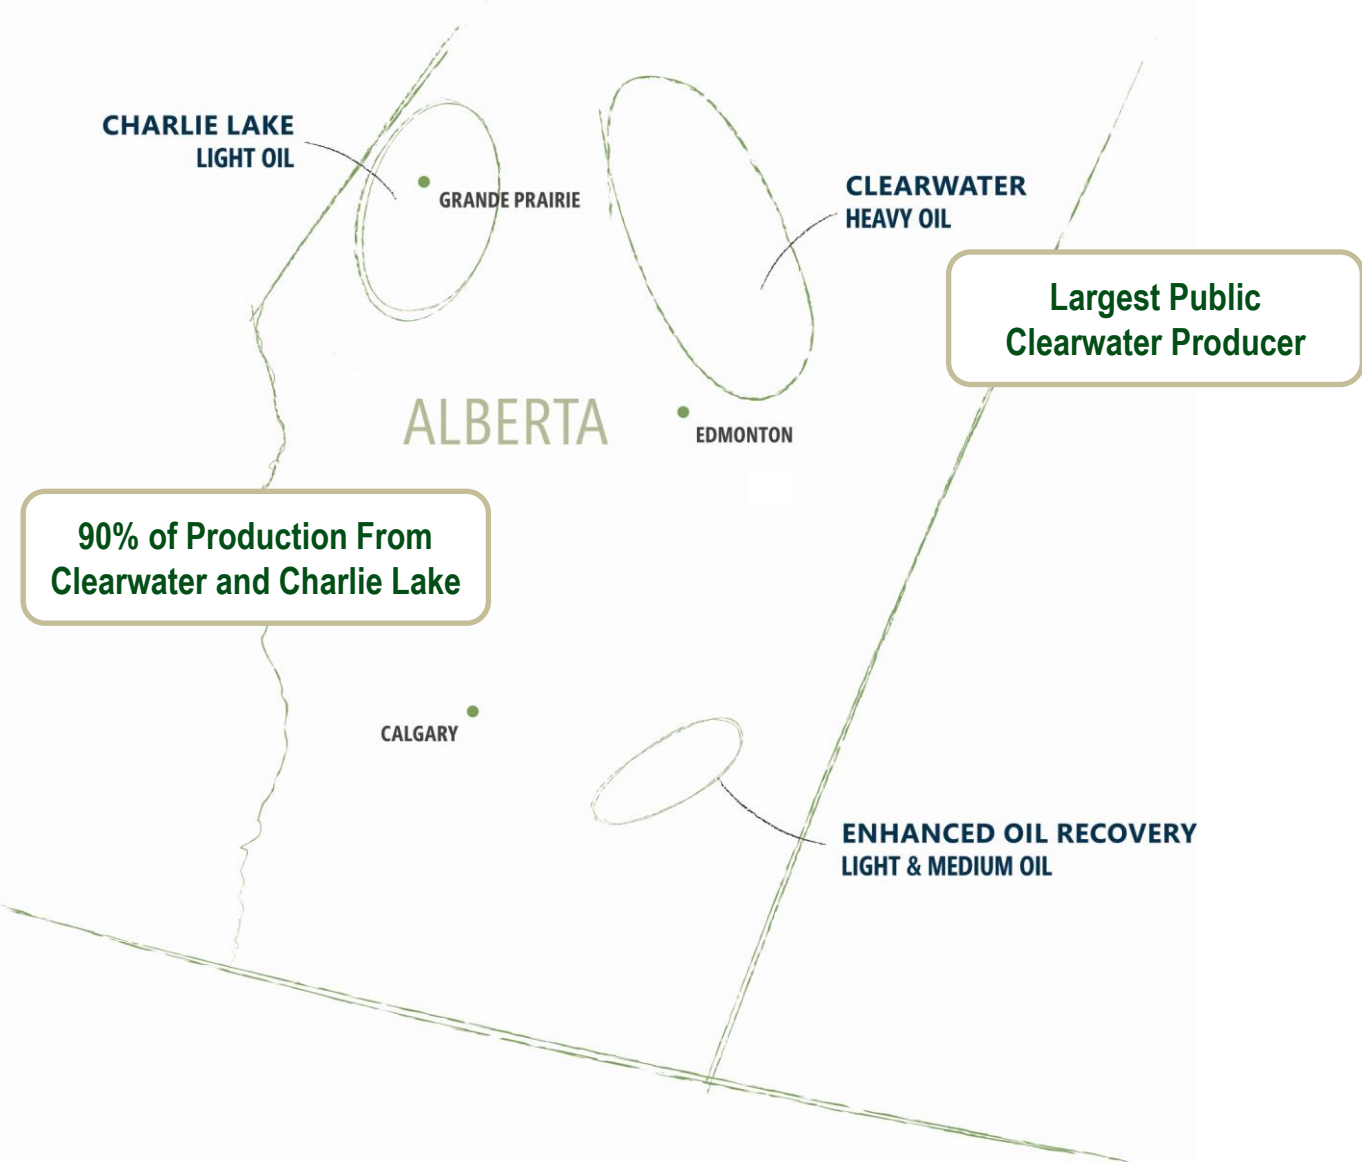 CHARLIE LAKE
LIGHT OIL
GRANDE PRAIRIE
CLEARWATER
HEAVY OIL
Largest Public
Clearwater Producer
ALBERTA
EDMONTON
90% of Production From
Clearwater and Charlie Lake
CALGARY
ENHANCED OIL RECOVERY
LIGHT & MEDIUM OIL